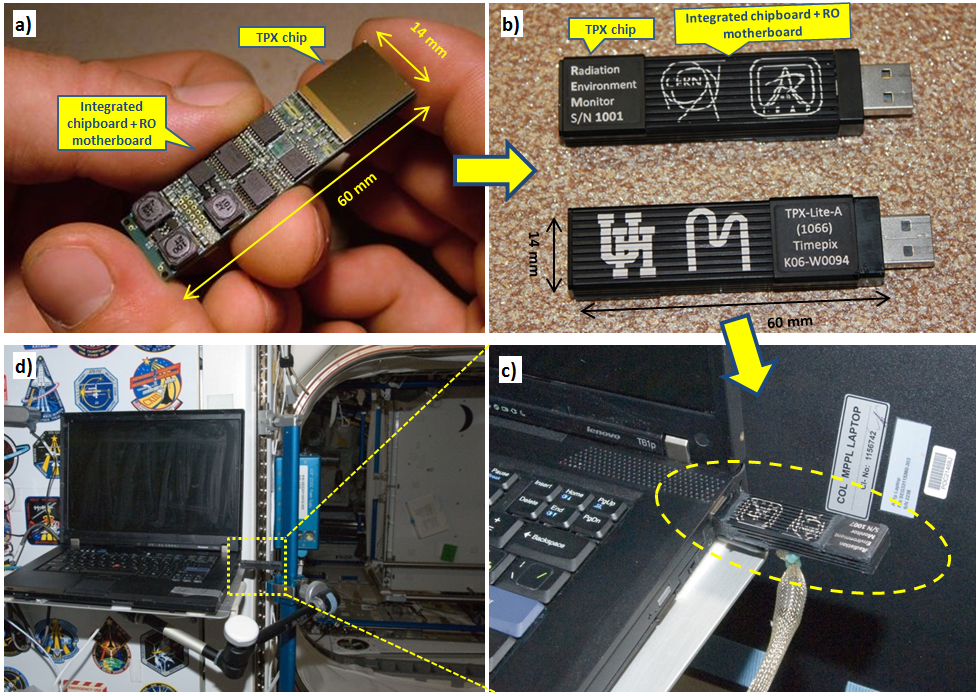 a)
TPX chip
14 mm
Integrated
chipboard + RO
motherboard
60 mm
b)
TPX chip
Integrated chipboard + RO
motherboard
Radiation
Environment
Monitor
S/N 1001
CERN
TPX-Lite-A
(1066)
Timepix
K06-W0094
14 mm
60 mm
d)
c)
lenovo
T61p
Pause
Insert
Home
PgUp
Delete
End
PgDn
Backspace
COL MPPL LAPTOP
1156742
Radiation
Environment
Monitor
S/N 1007